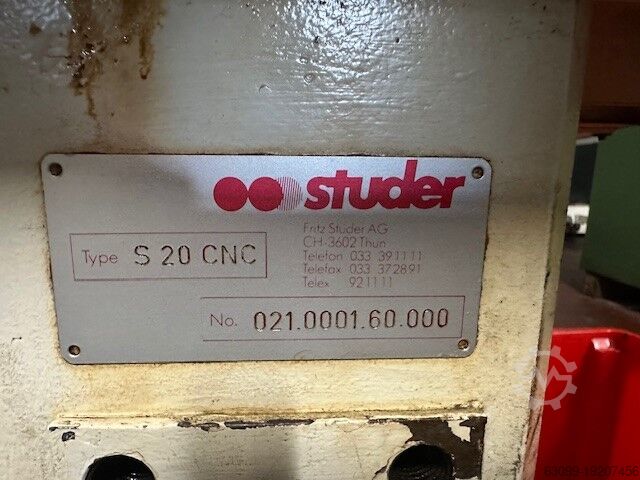 studer
Fritz Studer AG
CH-3602 Thun
Telefon 033 391111
Telefax 033 372891
Telex 921111
Type S 20 CNC
No. 021.0001.60.000